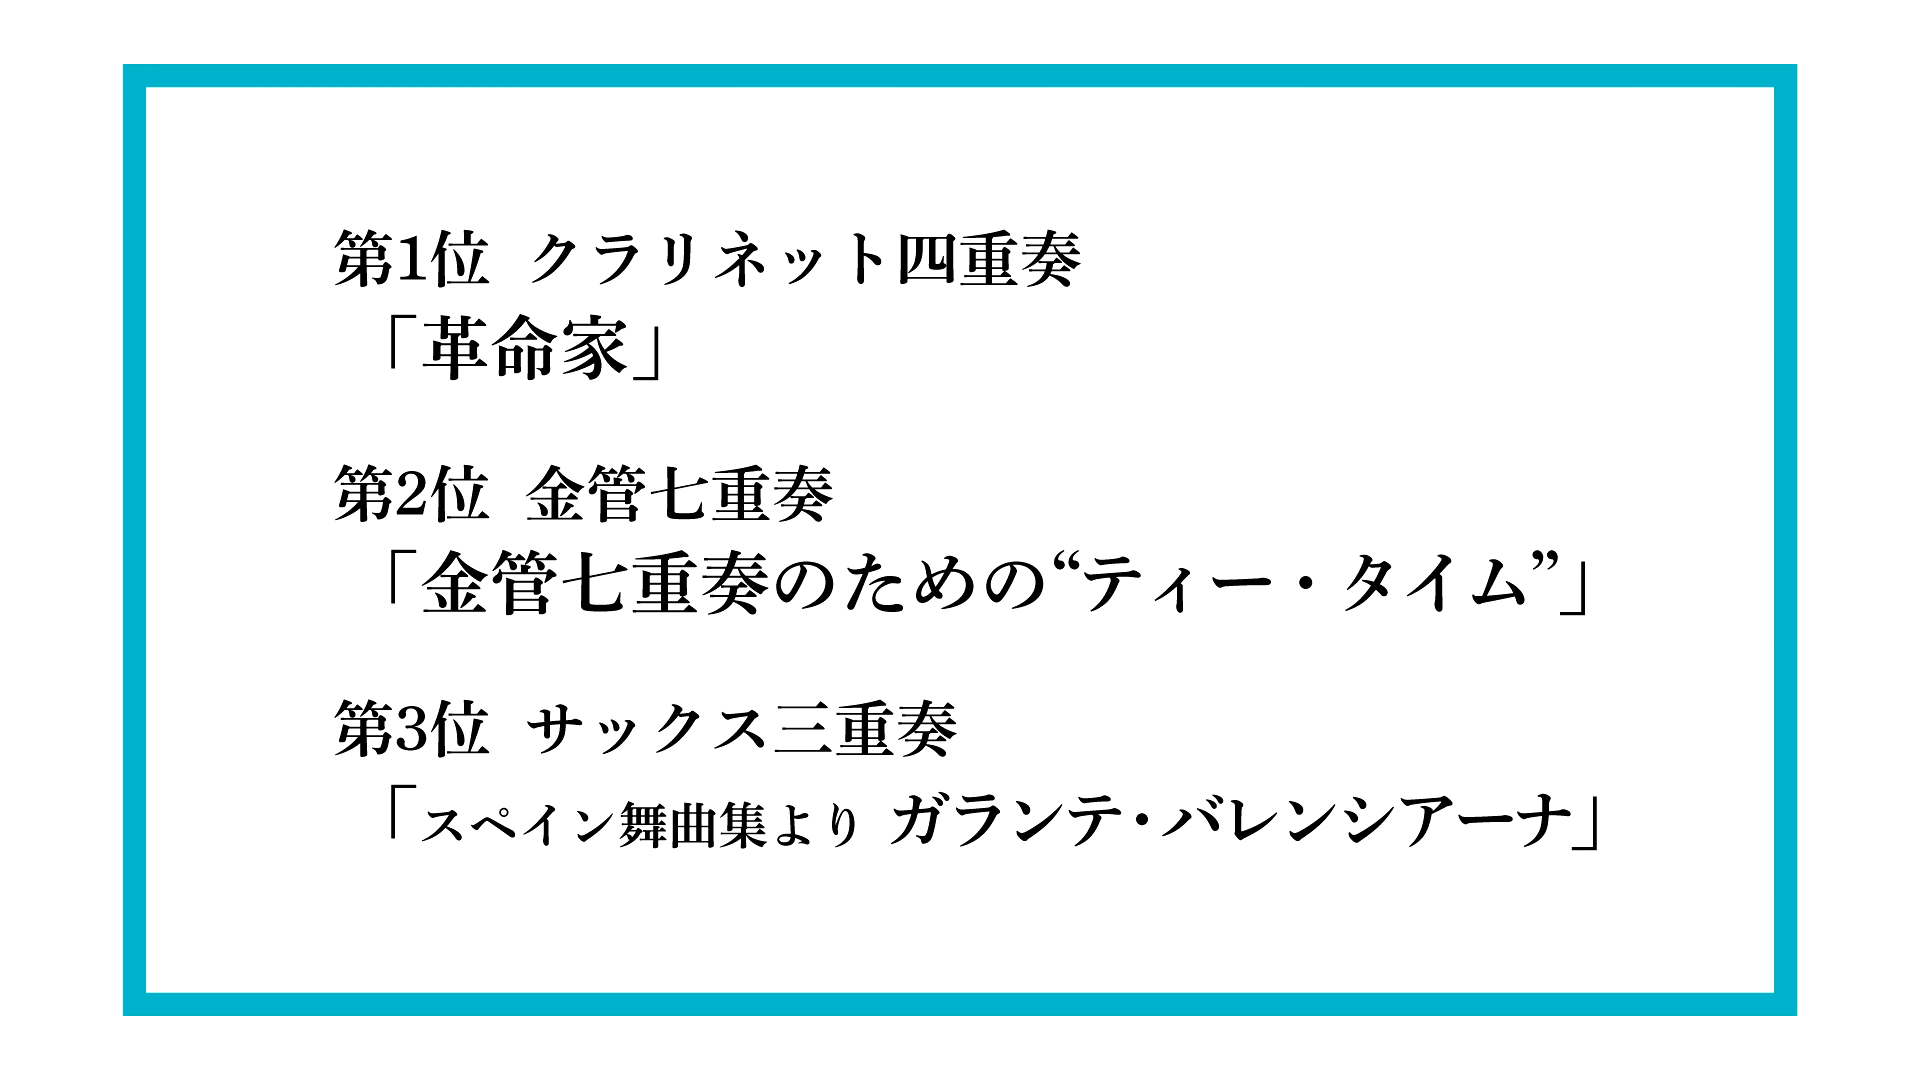 第1位 クラリネット四重奏
「革命家」
第2位 金管七重奏
「金管七重奏のための“ティー・タイム”」
第3位 サックス三重奏
「スペイン舞曲集より ガランテ・バレンシアーナ」